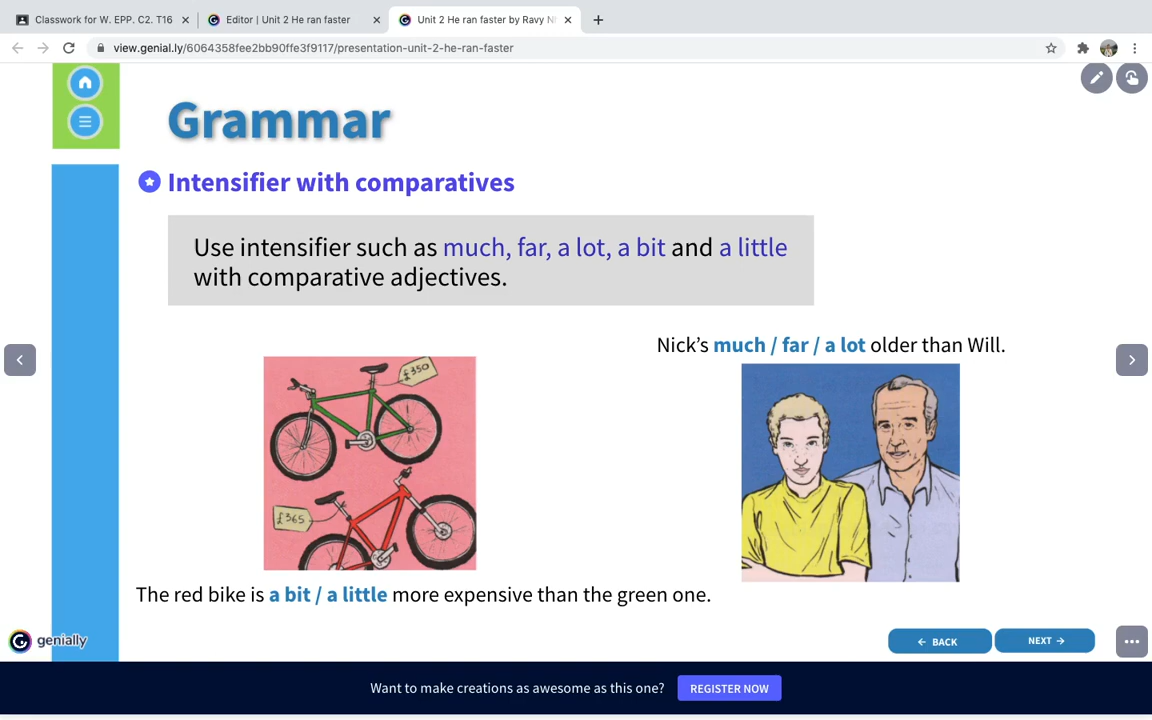 Classwork for W. EPP. C2. T16
Editor | Unit 2 He ran faster
Unit 2 He ran faster by Ravy
view.genial.ly/6064358fee2bb90ffe3f9117/presentation-unit-2-he-ran-faster
Grammar
Intensifier with comparatives
Use intensifier such as much, far, a lot, a bit and a little
with comparative adjectives.
Nick's much / far / a lot older than Will.
£350
£365
The red bike is a bit / a little more expensive than the green one.
genially
← BACK
NEXT →
Want to make creations as awesome as this one?
REGISTER NOW